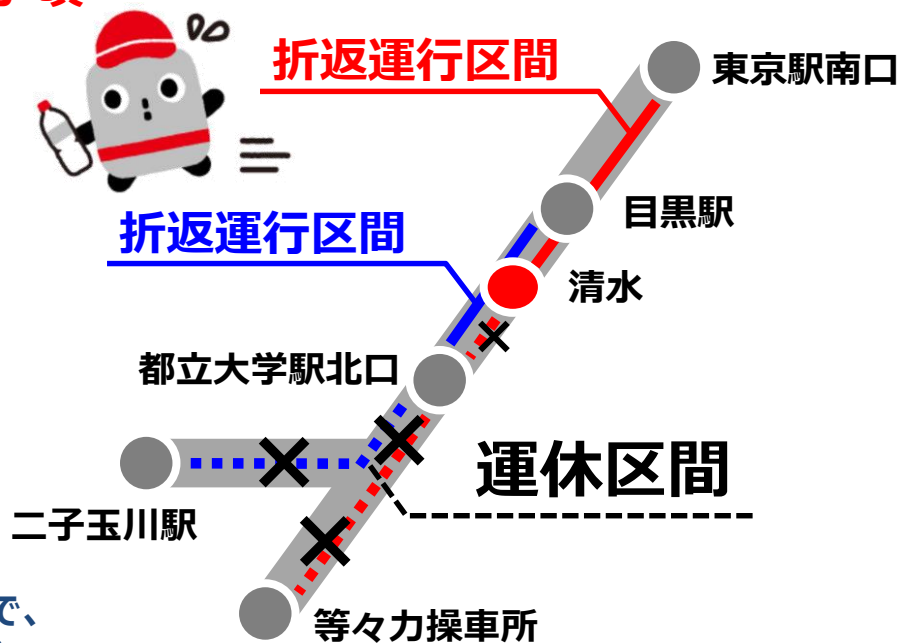 折返運行区間
東京駅南口
目黒駅
折返運行区間
清水
都立大学駅北口
運休区間
二子玉川駅
等々力操車所
で、